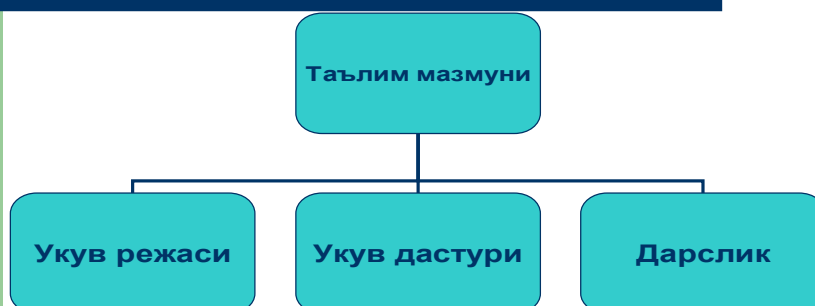 Таълим мазмуни
Укув режаси
Укув дастури
Дарслик